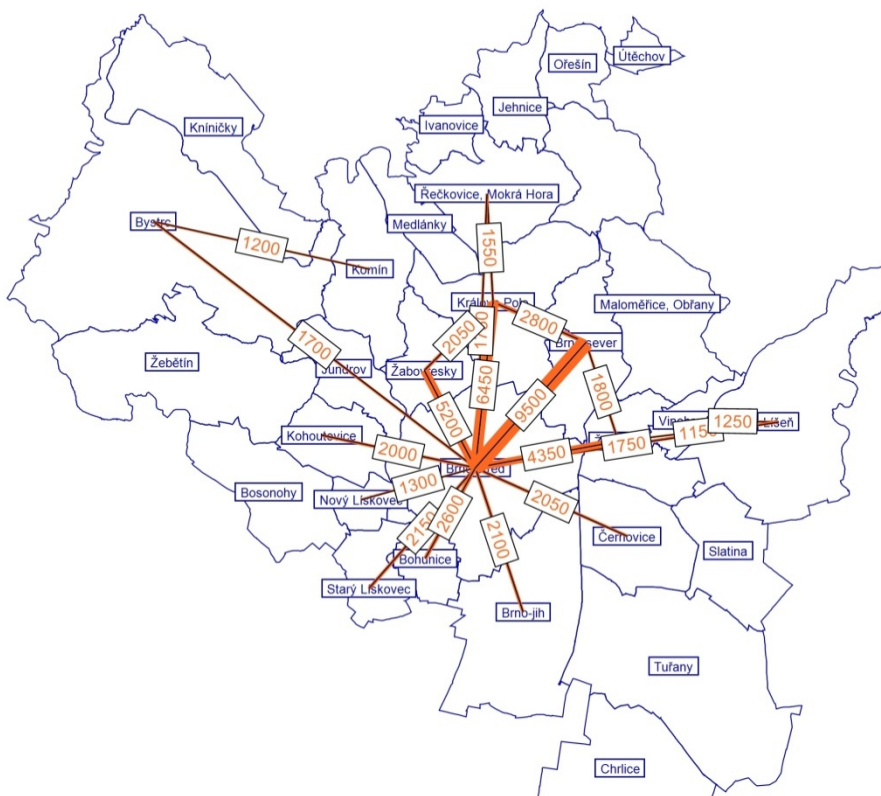 Útěchov
Ořešín
Jehnice
Ivanovice
Kníničky
Řečkovice, Mokrá Hora
Bystrc
Medlánky
1200
1550
Komín
Maloměřice, Obřany
2800
2050
1700
Žebětín
Žabovřesky
6450
9500
1800
1250
Líšeň
5200
Kohoutovice
2000
4350
1750
1300
Nový Lískovec
Bosonohy
2050
2150
2600
2100
Černovice
Slatina
Bohunice
Starý Lískovec
Brno-jih
Tuřany
Chrlice